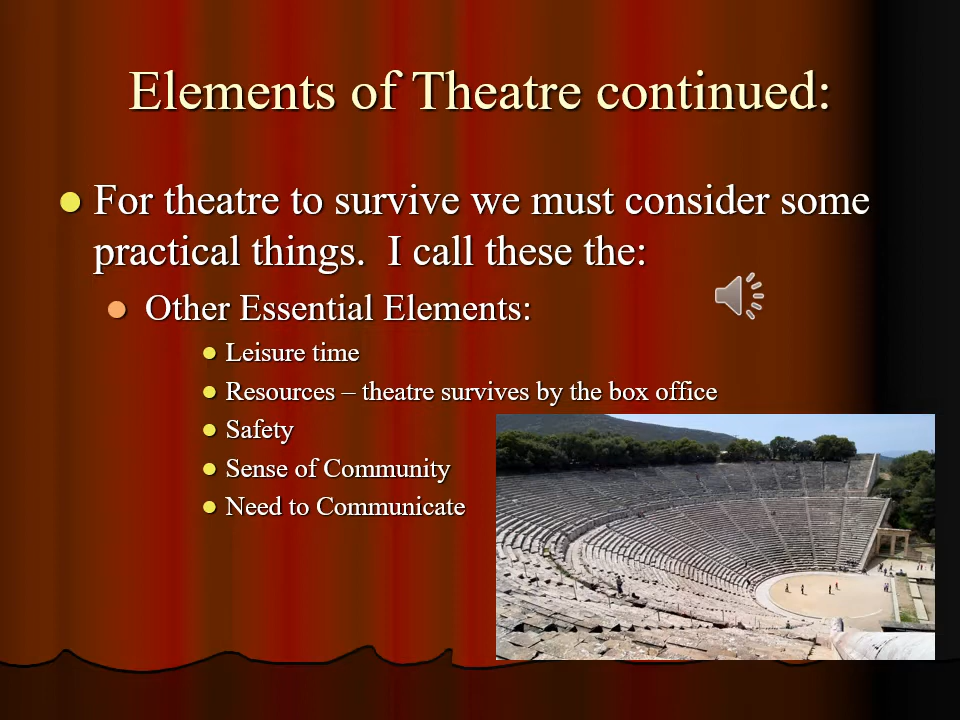 Elements of Theatre continued:
For theatre to survive we must consider some
practical things.  I call these the:
Other Essential Elements:
Leisure time
Resources – theatre survives by the box office
Safety
Sense of Community
Need to Communicate